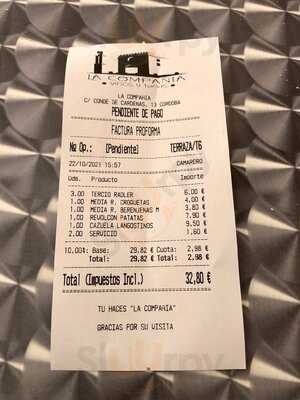 LA COMPAÑIA
LA COMPAÑIA
C/ CONDE DE CARDENAS, 13 CORDOBA
PENDIENTE DE PAGO
FACTURA PROFORMA
Nº Op.: (Pendiente) TERRAZA/T6
22/10/2021 15:57 CAMARERO
Uds. Producto Importe
3.00 TERCIO RADLER 6,00 €
1.00 MEDIA R. CROQUETAS 4,00 €
1.00 MEDIA R. BERENJENAS M 3,80 €
1.00 REVOLCON PATATAS 7,90 €
1.00 CAZUELA LANGOSTINOS 9,50 €
2.00 SERVICIO 1,60 €
10.00%: Base: 29.82 € Cuota: 2.98 €
Total: 29.82 € Total: 2.98 €
Total (Impuestos Incl.) 32,80 €
TU HACES "LA COMPAÑIA"
GRACIAS POR SU VISITA